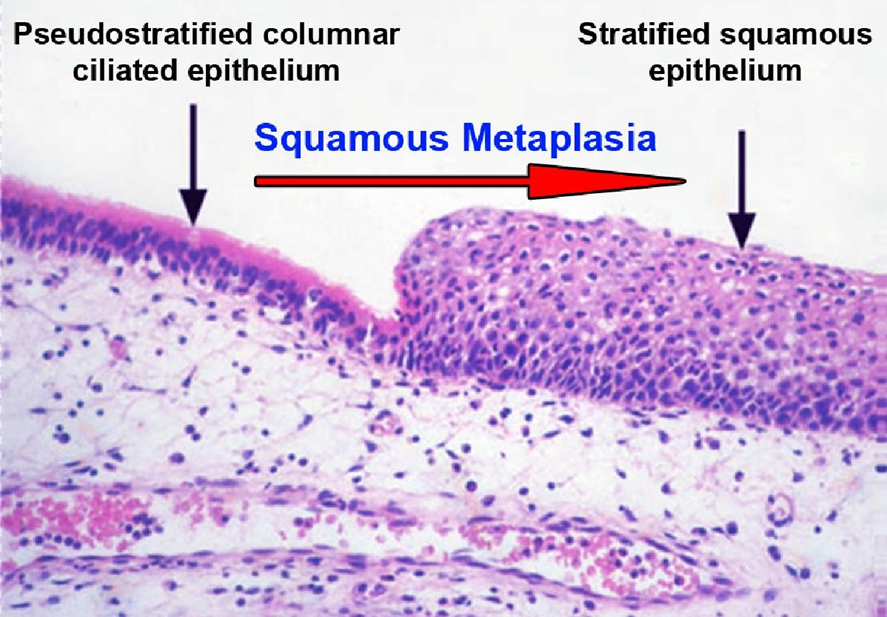 Pseudostratified columnar
ciliated epithelium
Stratified squamous
epithelium
Squamous Metaplasia